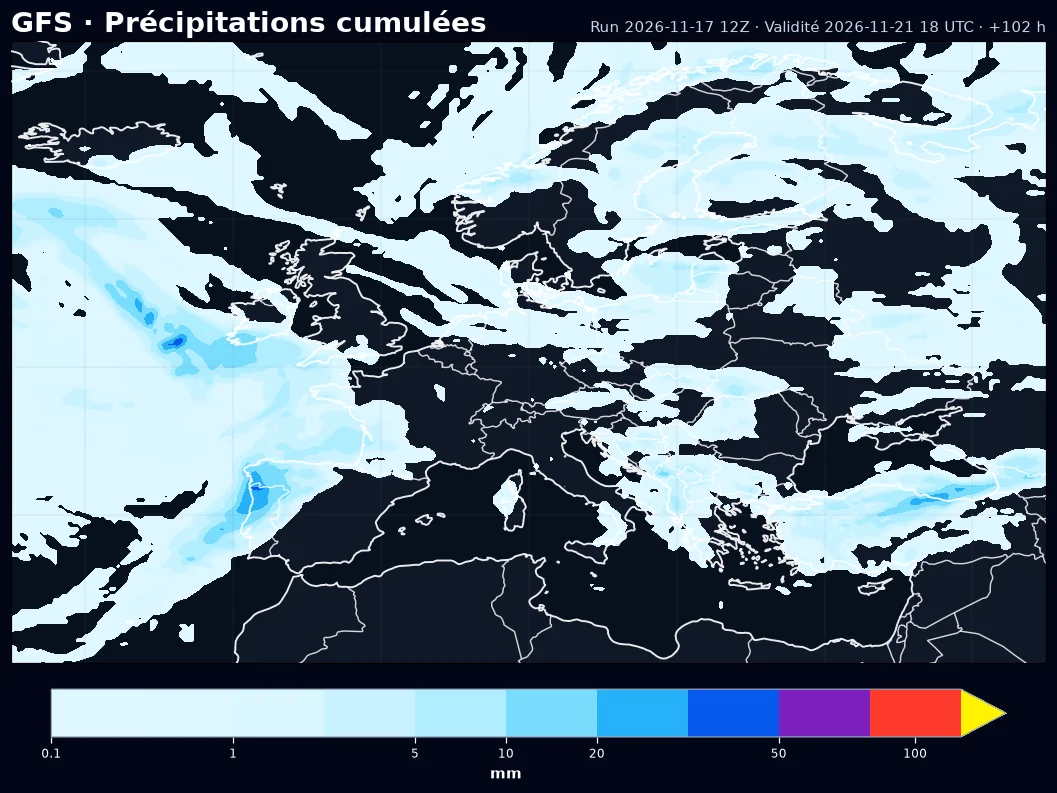 GFS · Précipitations cumulées
Run 2026-11-17 12Z · Validité 2026-11-21 18 UTC · +102 h
0.1 1 5 10 20 50 100
mm